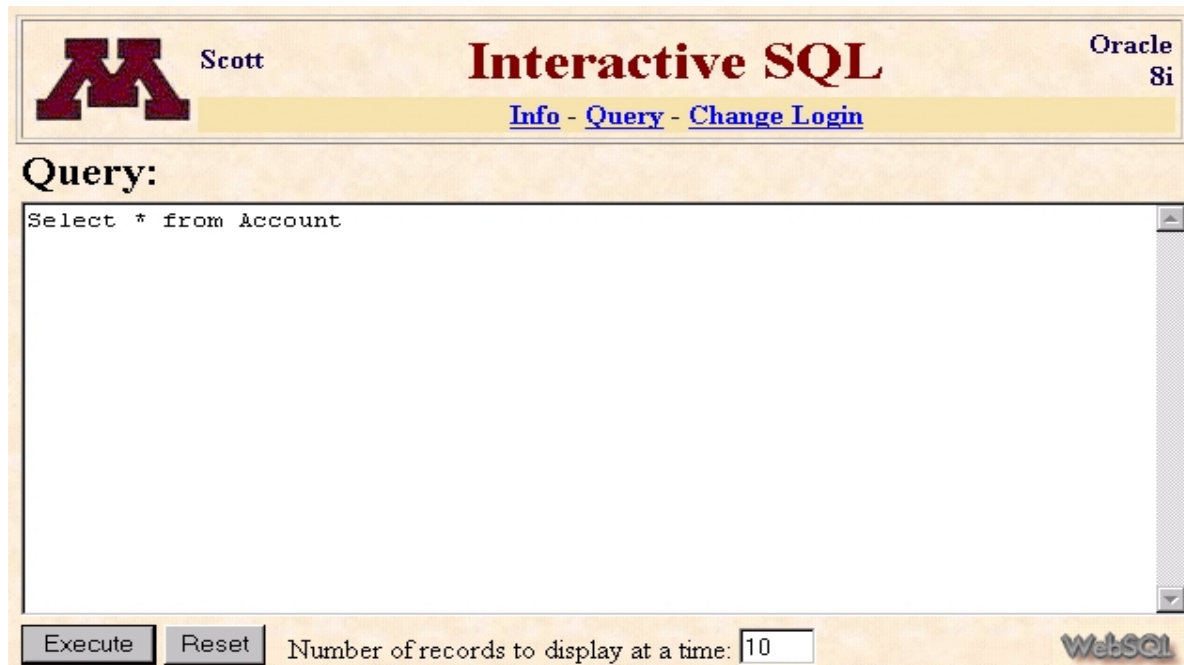 Scott
Interactive SQL
Oracle
8i
Info - Query - Change Login
Query:
Select * from Account
Execute Reset Number of records to display at a time: 10 WebSQL